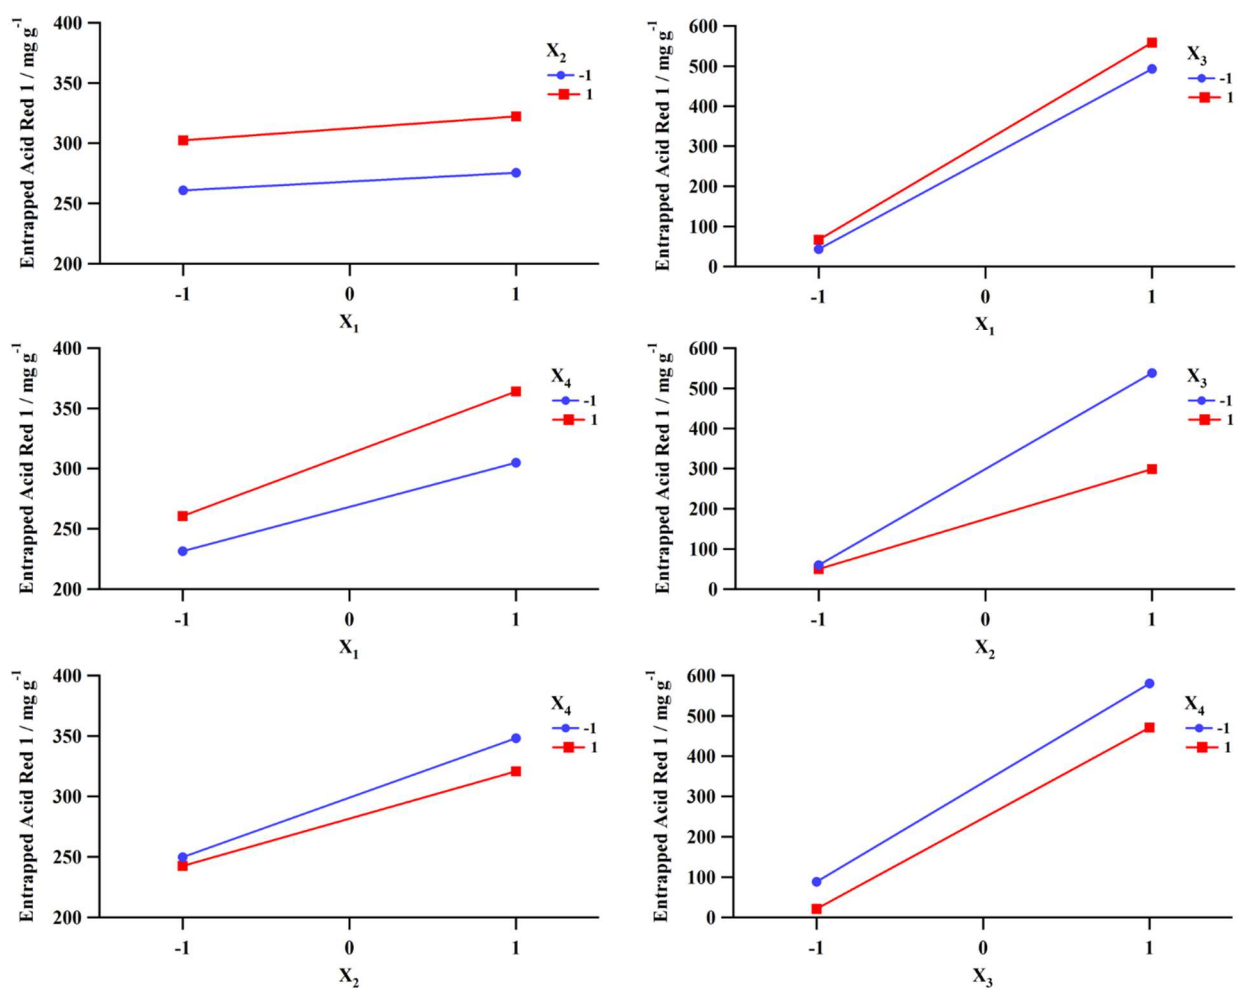 Entrapped Acid Red 1 / mg g⁻¹
400
350
300
250
200
-1 0 1
X₁
X₂
-1
1
Entrapped Acid Red 1 / mg g⁻¹
600
500
400
300
200
100
0
-1 0 1
X₁
X₃
-1
1
Entrapped Acid Red 1 / mg g⁻¹
400
350
300
250
200
-1 0 1
X₁
X₄
-1
1
Entrapped Acid Red 1 / mg g⁻¹
600
500
400
300
200
100
0
-1 0 1
X₂
X₃
-1
1
Entrapped Acid Red 1 / mg g⁻¹
400
350
300
250
200
-1 0 1
X₂
X₄
-1
1
Entrapped Acid Red 1 / mg g⁻¹
600
500
400
300
200
100
0
-1 0 1
X₃
X₄
-1
1